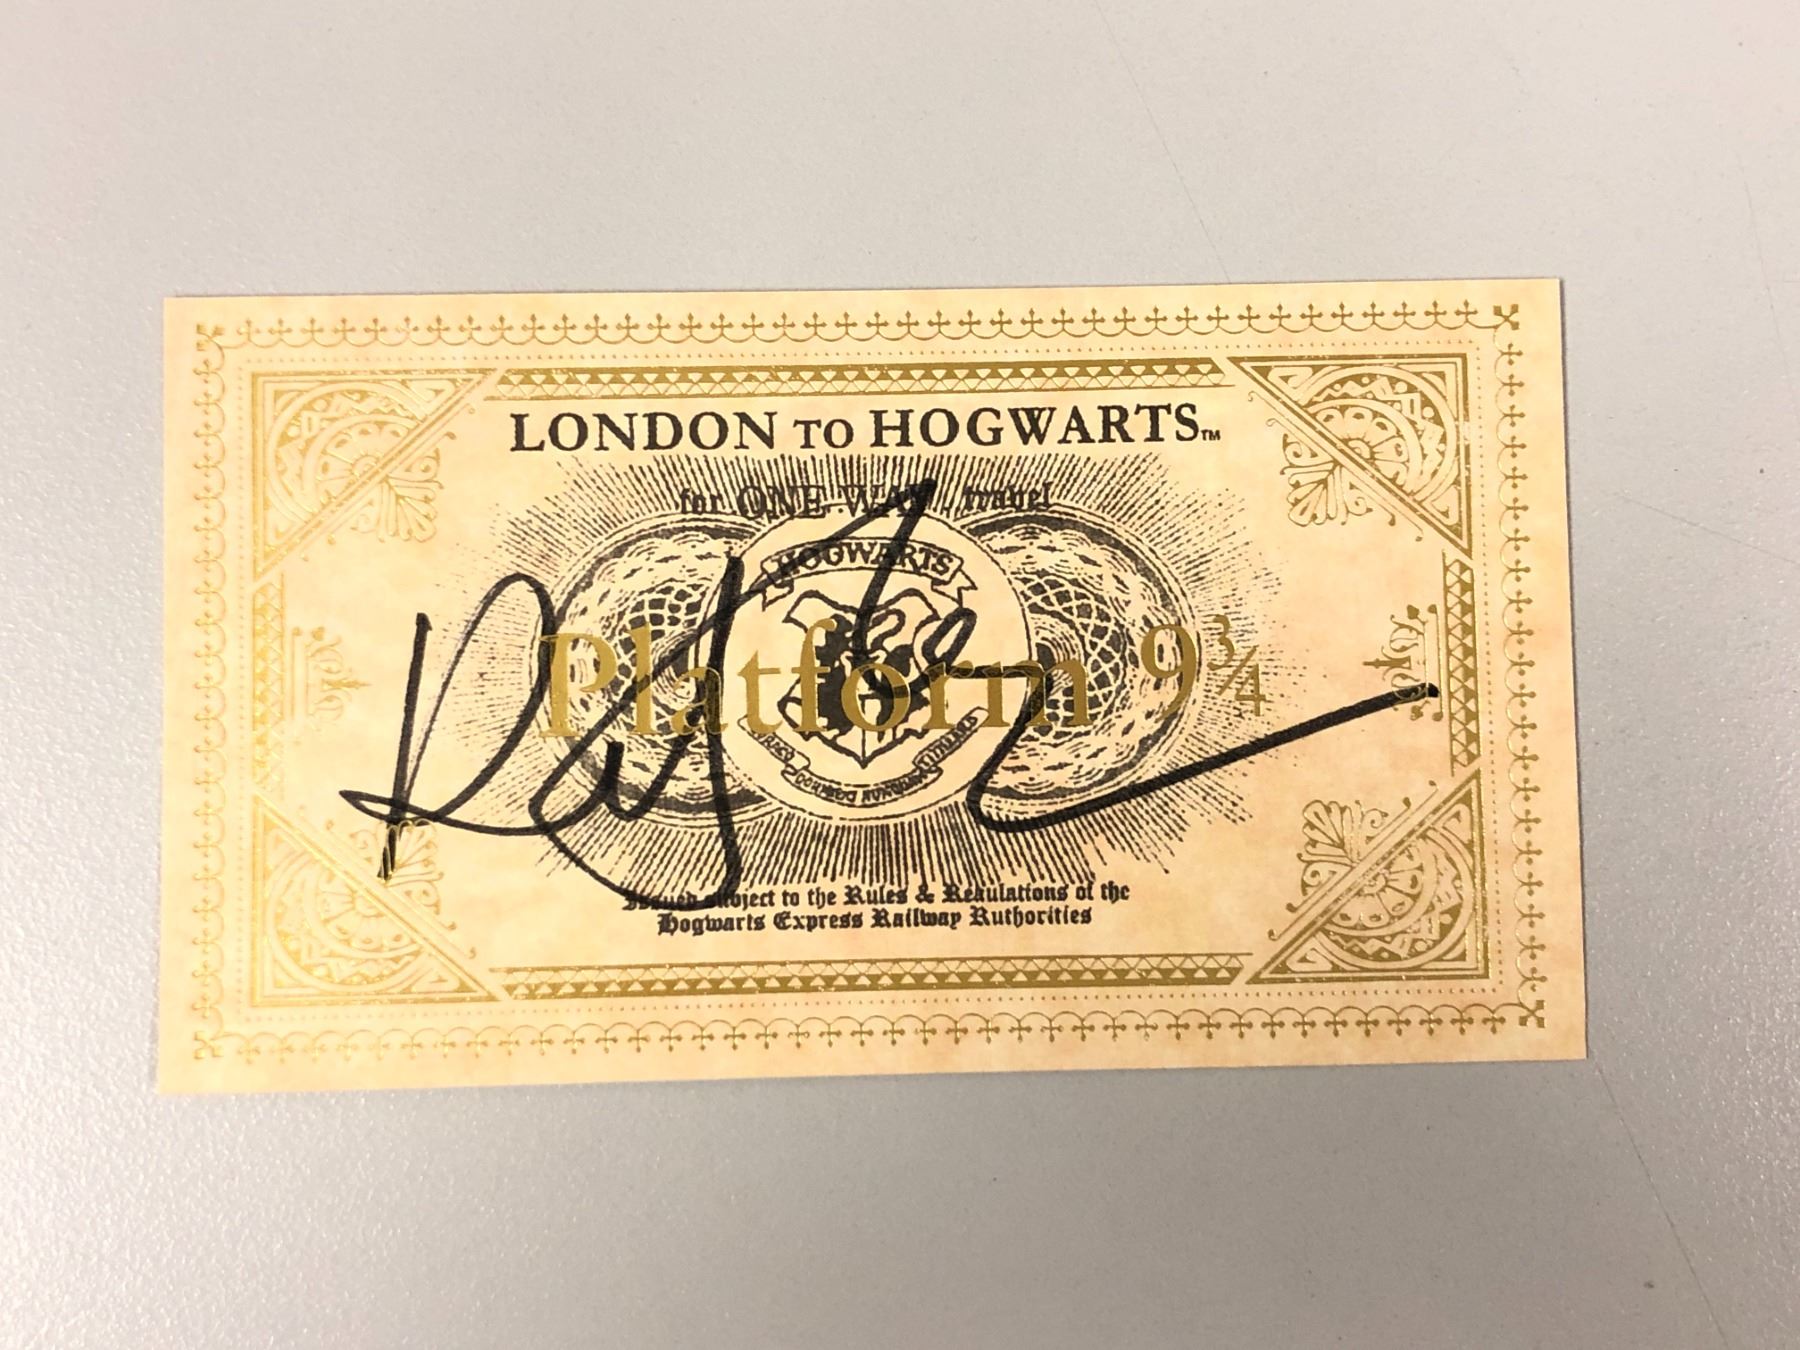 LONDON TO HOGWARTS™
for ONE WAY travel
HOGWARTS
Platform 9¾
Issued subject to the Rules & Regulations of the
Hogwarts Express Railway Authorities